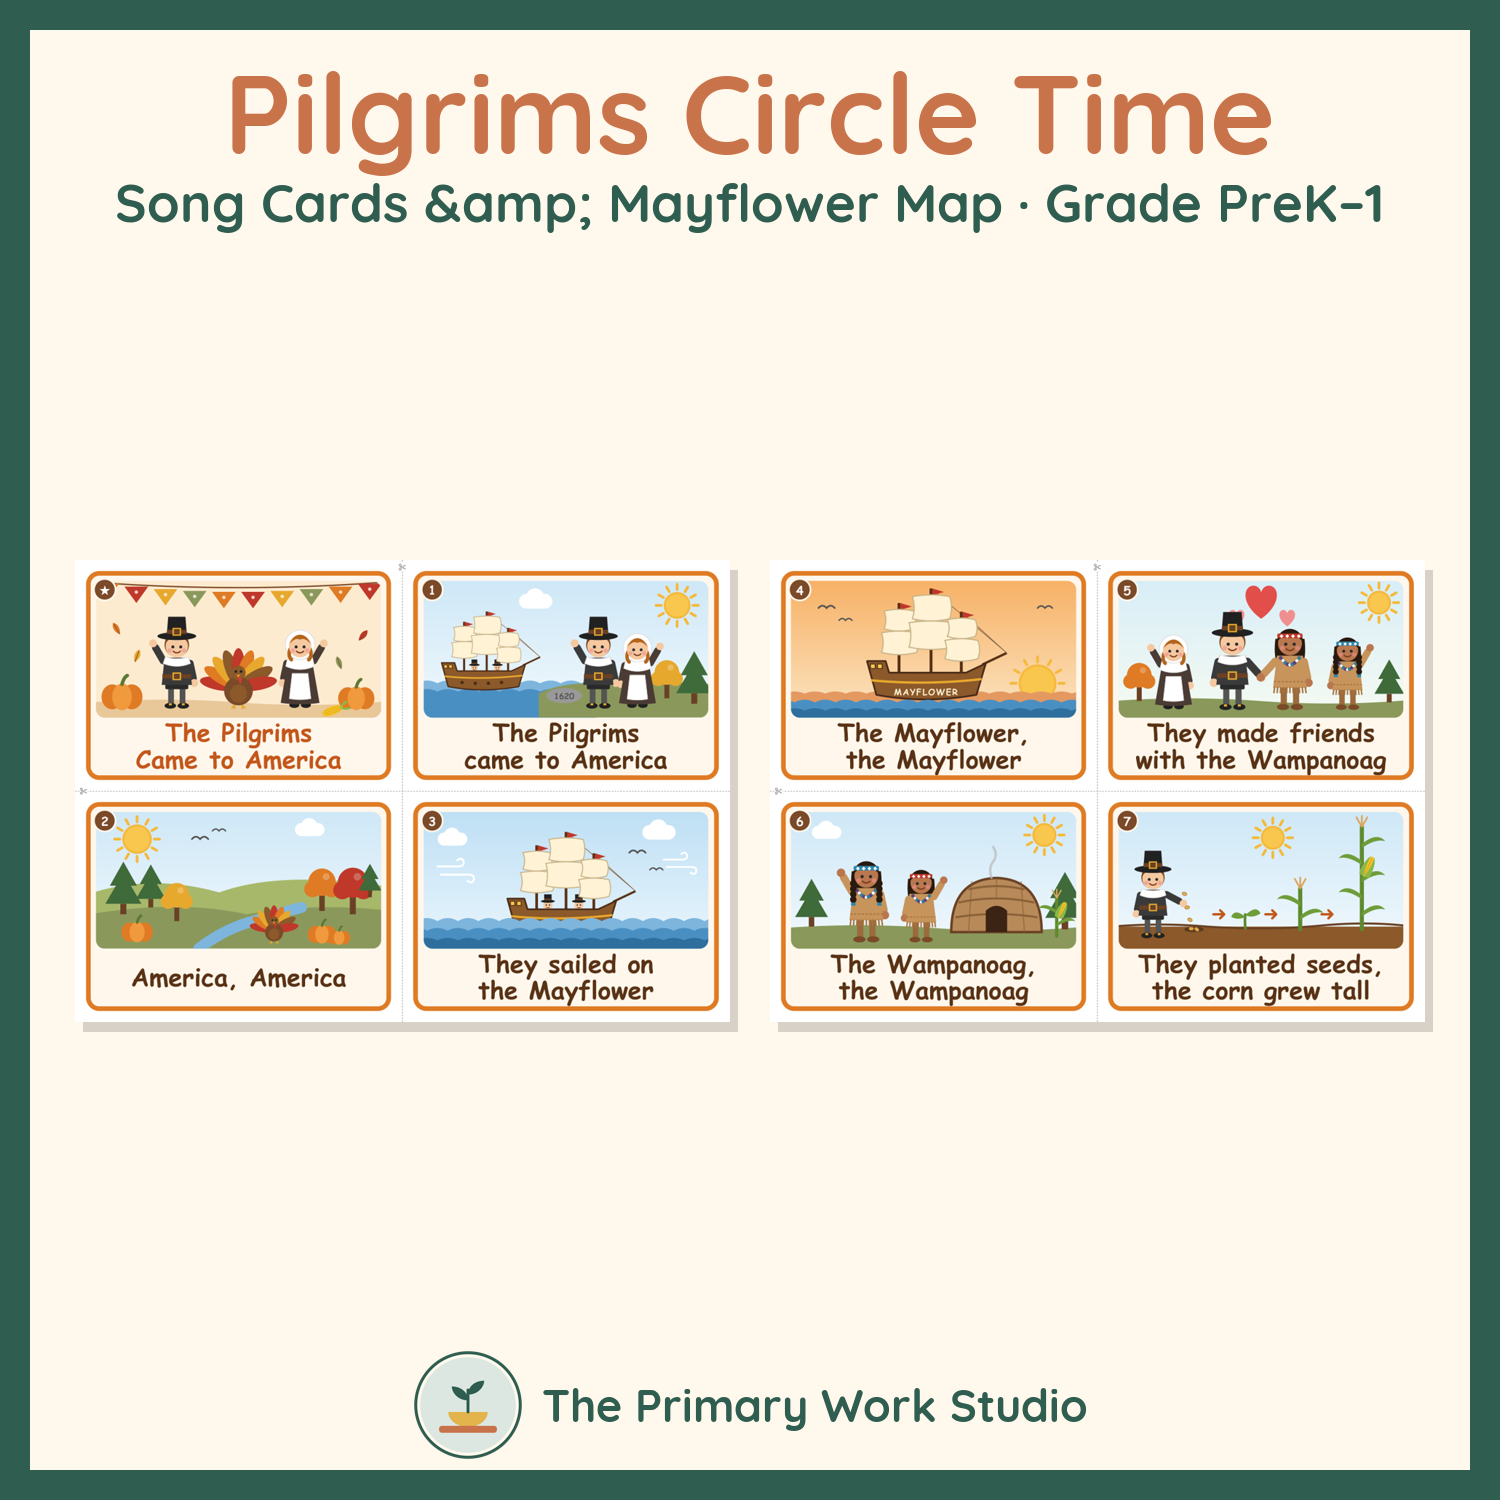 Pilgrims Circle Time
Song Cards &amp; Mayflower Map · Grade PreK–1
The Pilgrims
Came to America
1
1620
The Pilgrims
came to America
2
America, America
3
They sailed on
the Mayflower
4
MAYFLOWER
The Mayflower,
the Mayflower
5
They made friends
with the Wampanoag
6
The Wampanoag,
the Wampanoag
7
They planted seeds,
the corn grew tall
The Primary Work Studio